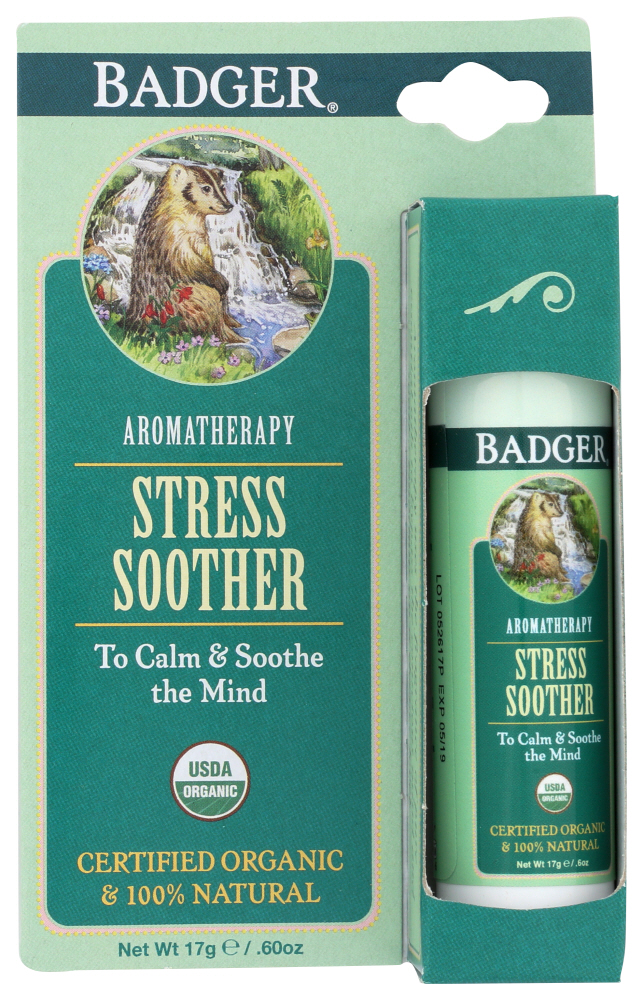 BADGER®
AROMATHERAPY
STRESS
SOOTHER
To Calm & Soothe
the Mind
USDA
ORGANIC
CERTIFIED ORGANIC
& 100% NATURAL
Net Wt 17g ℮ / .60oz
BADGER
LOT 052617P EXP 05/19
AROMATHERAPY
STRESS
SOOTHER
To Calm & Soothe
the Mind
USDA
ORGANIC
CERTIFIED ORGANIC
& 100% NATURAL
Net Wt 17g ℮ / .6oz